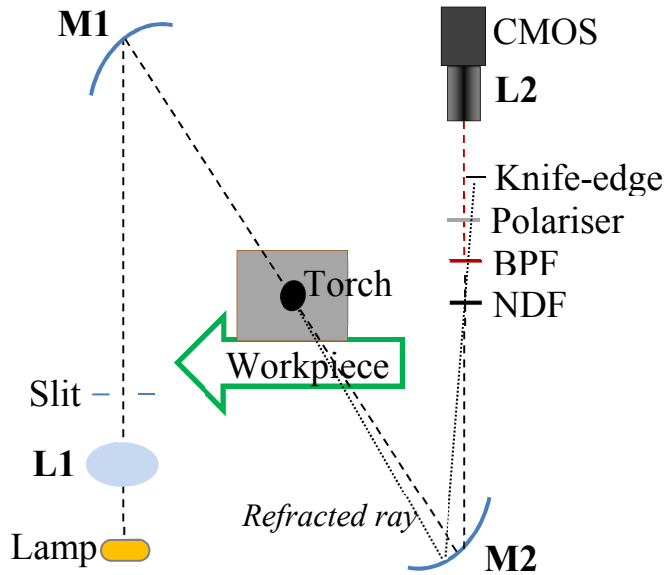 M1
CMOS
L2
Knife-edge
Polariser
BPF
Torch
NDF
Workpiece
Slit
L1
Refracted ray
Lamp
M2